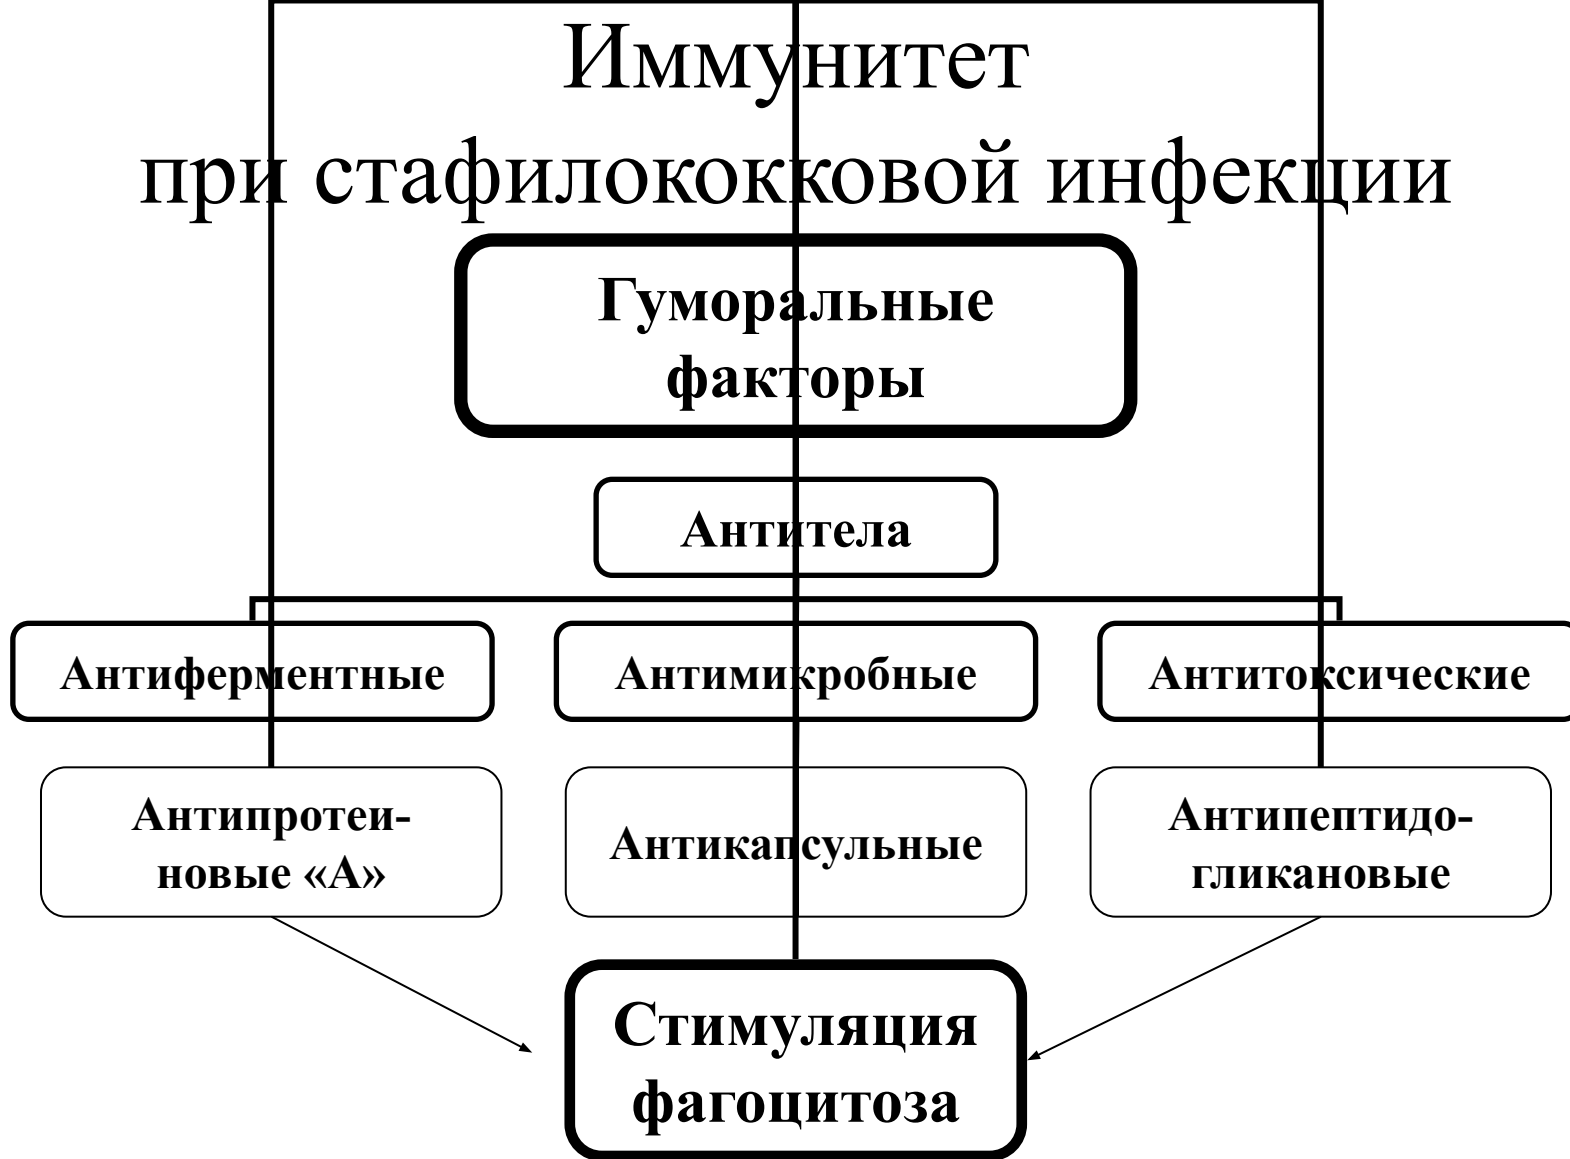 Иммунитет
при стафилококковой инфекции
Гуморальные
факторы
Антитела
Антиферментные
Антимикробные
Антитоксические
Антипротеи-
новые «А»
Антикапсульные
Антипептидо-
гликановые
Стимуляция
фагоцитоза